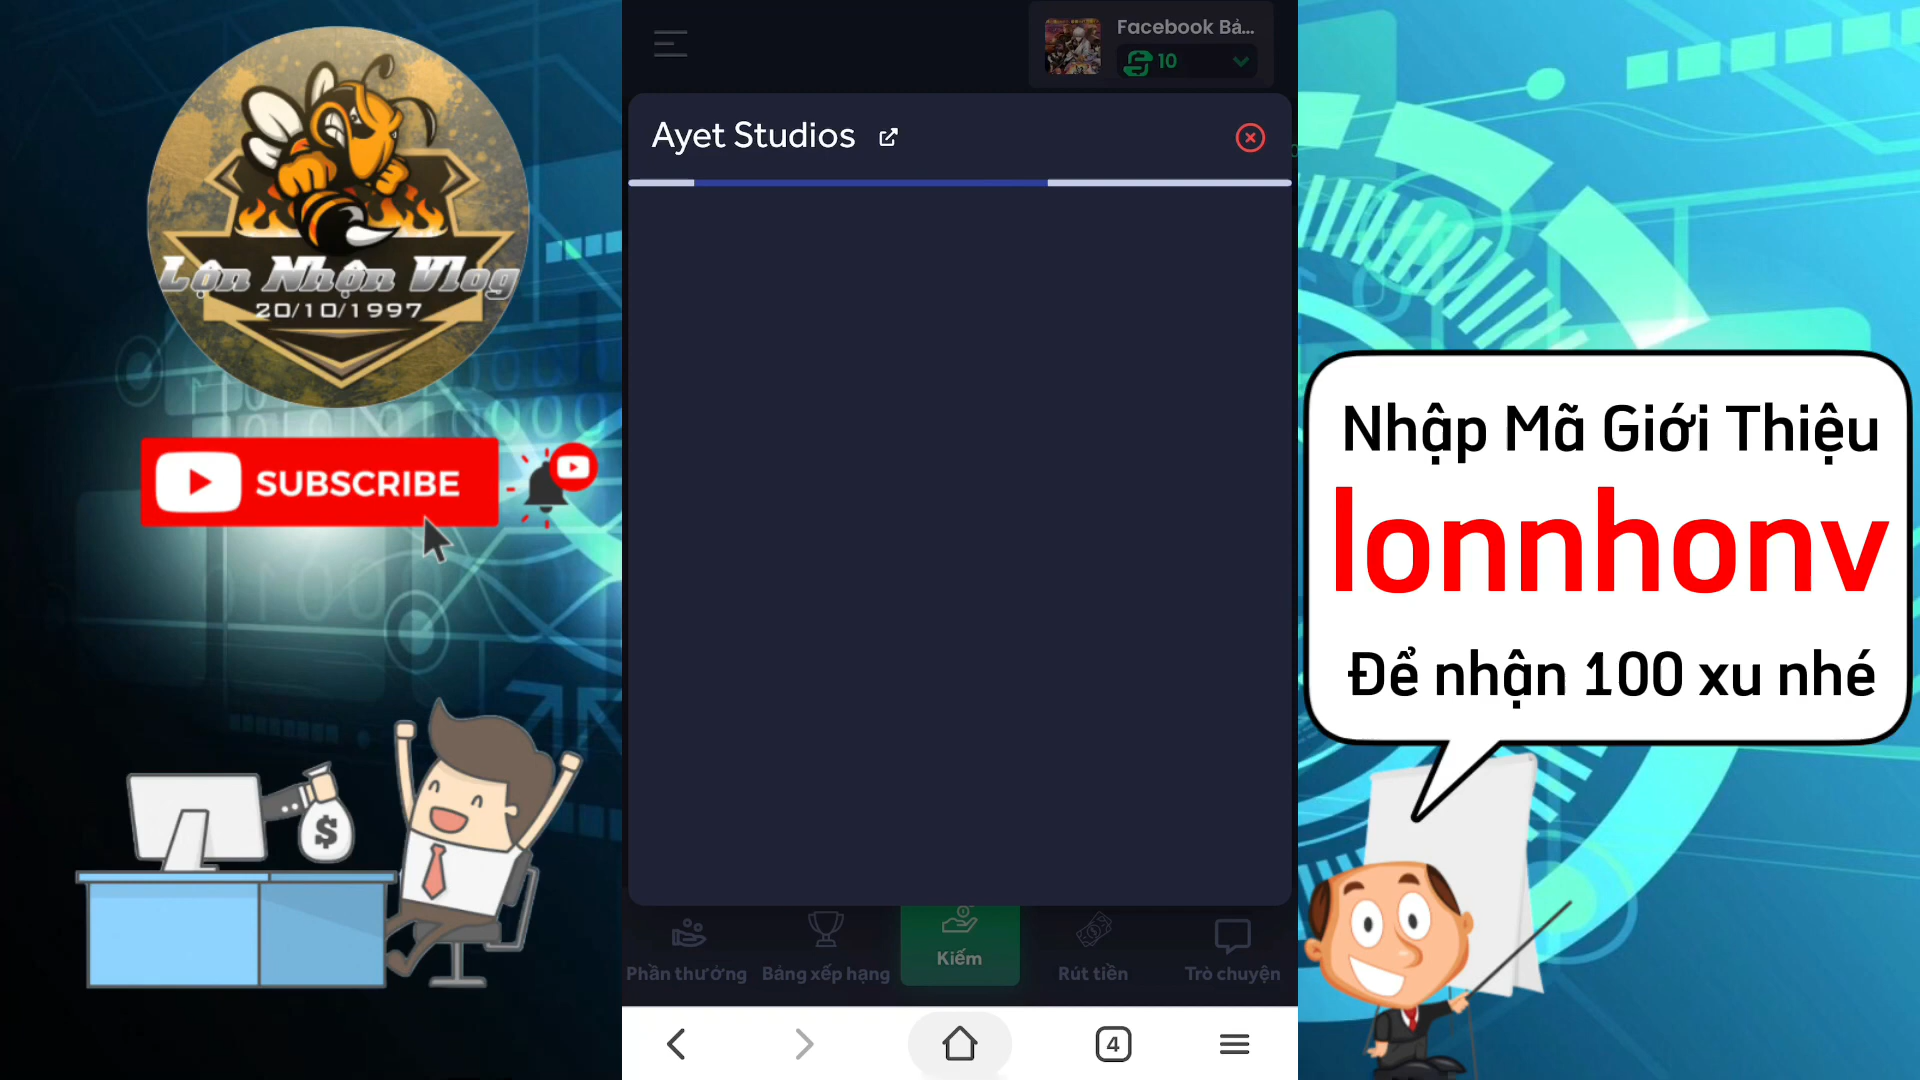 Lộn Nhộn Vlog
20/10/1997
SUBSCRIBE
$
Facebook Bả...
10
Ayet Studios
Phần thưởng
Bảng xếp hạng
Kiếm
Rút tiền
Trò chuyện
4
Nhập Mã Giới Thiệu
lonnhonv
Để nhận 100 xu nhé